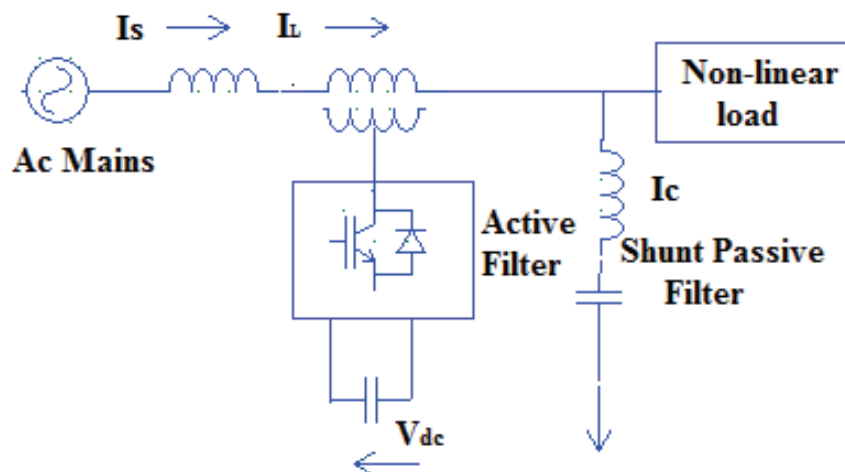 Is
IL
Non-linear
load
Ac Mains
Active
Filter
Ic
Shunt Passive
Filter
Vdc